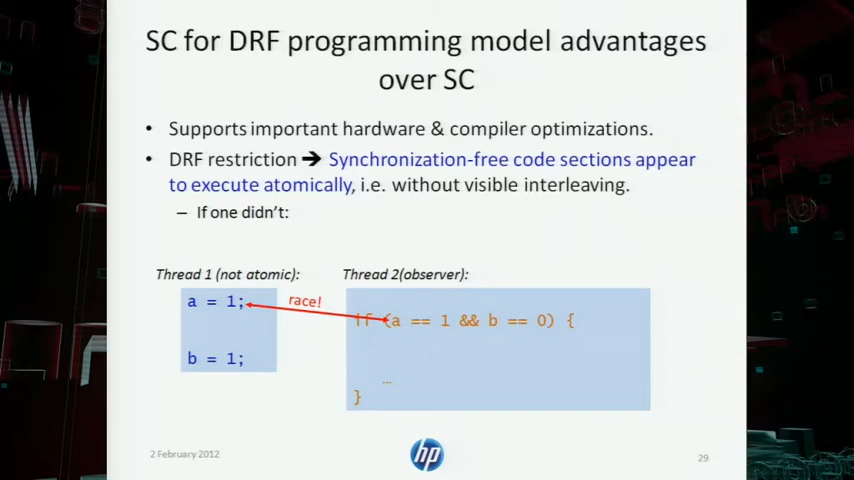 SC for DRF programming model advantages
over SC
• Supports important hardware & compiler optimizations.
• DRF restriction ➔ Synchronization-free code sections appear
to execute atomically, i.e. without visible interleaving.
– If one didn't:
Thread 1 (not atomic):
Thread 2(observer):
a = 1;
race!
if (a == 1 && b == 0) {
b = 1;
…
}
2 February 2012
hp
29